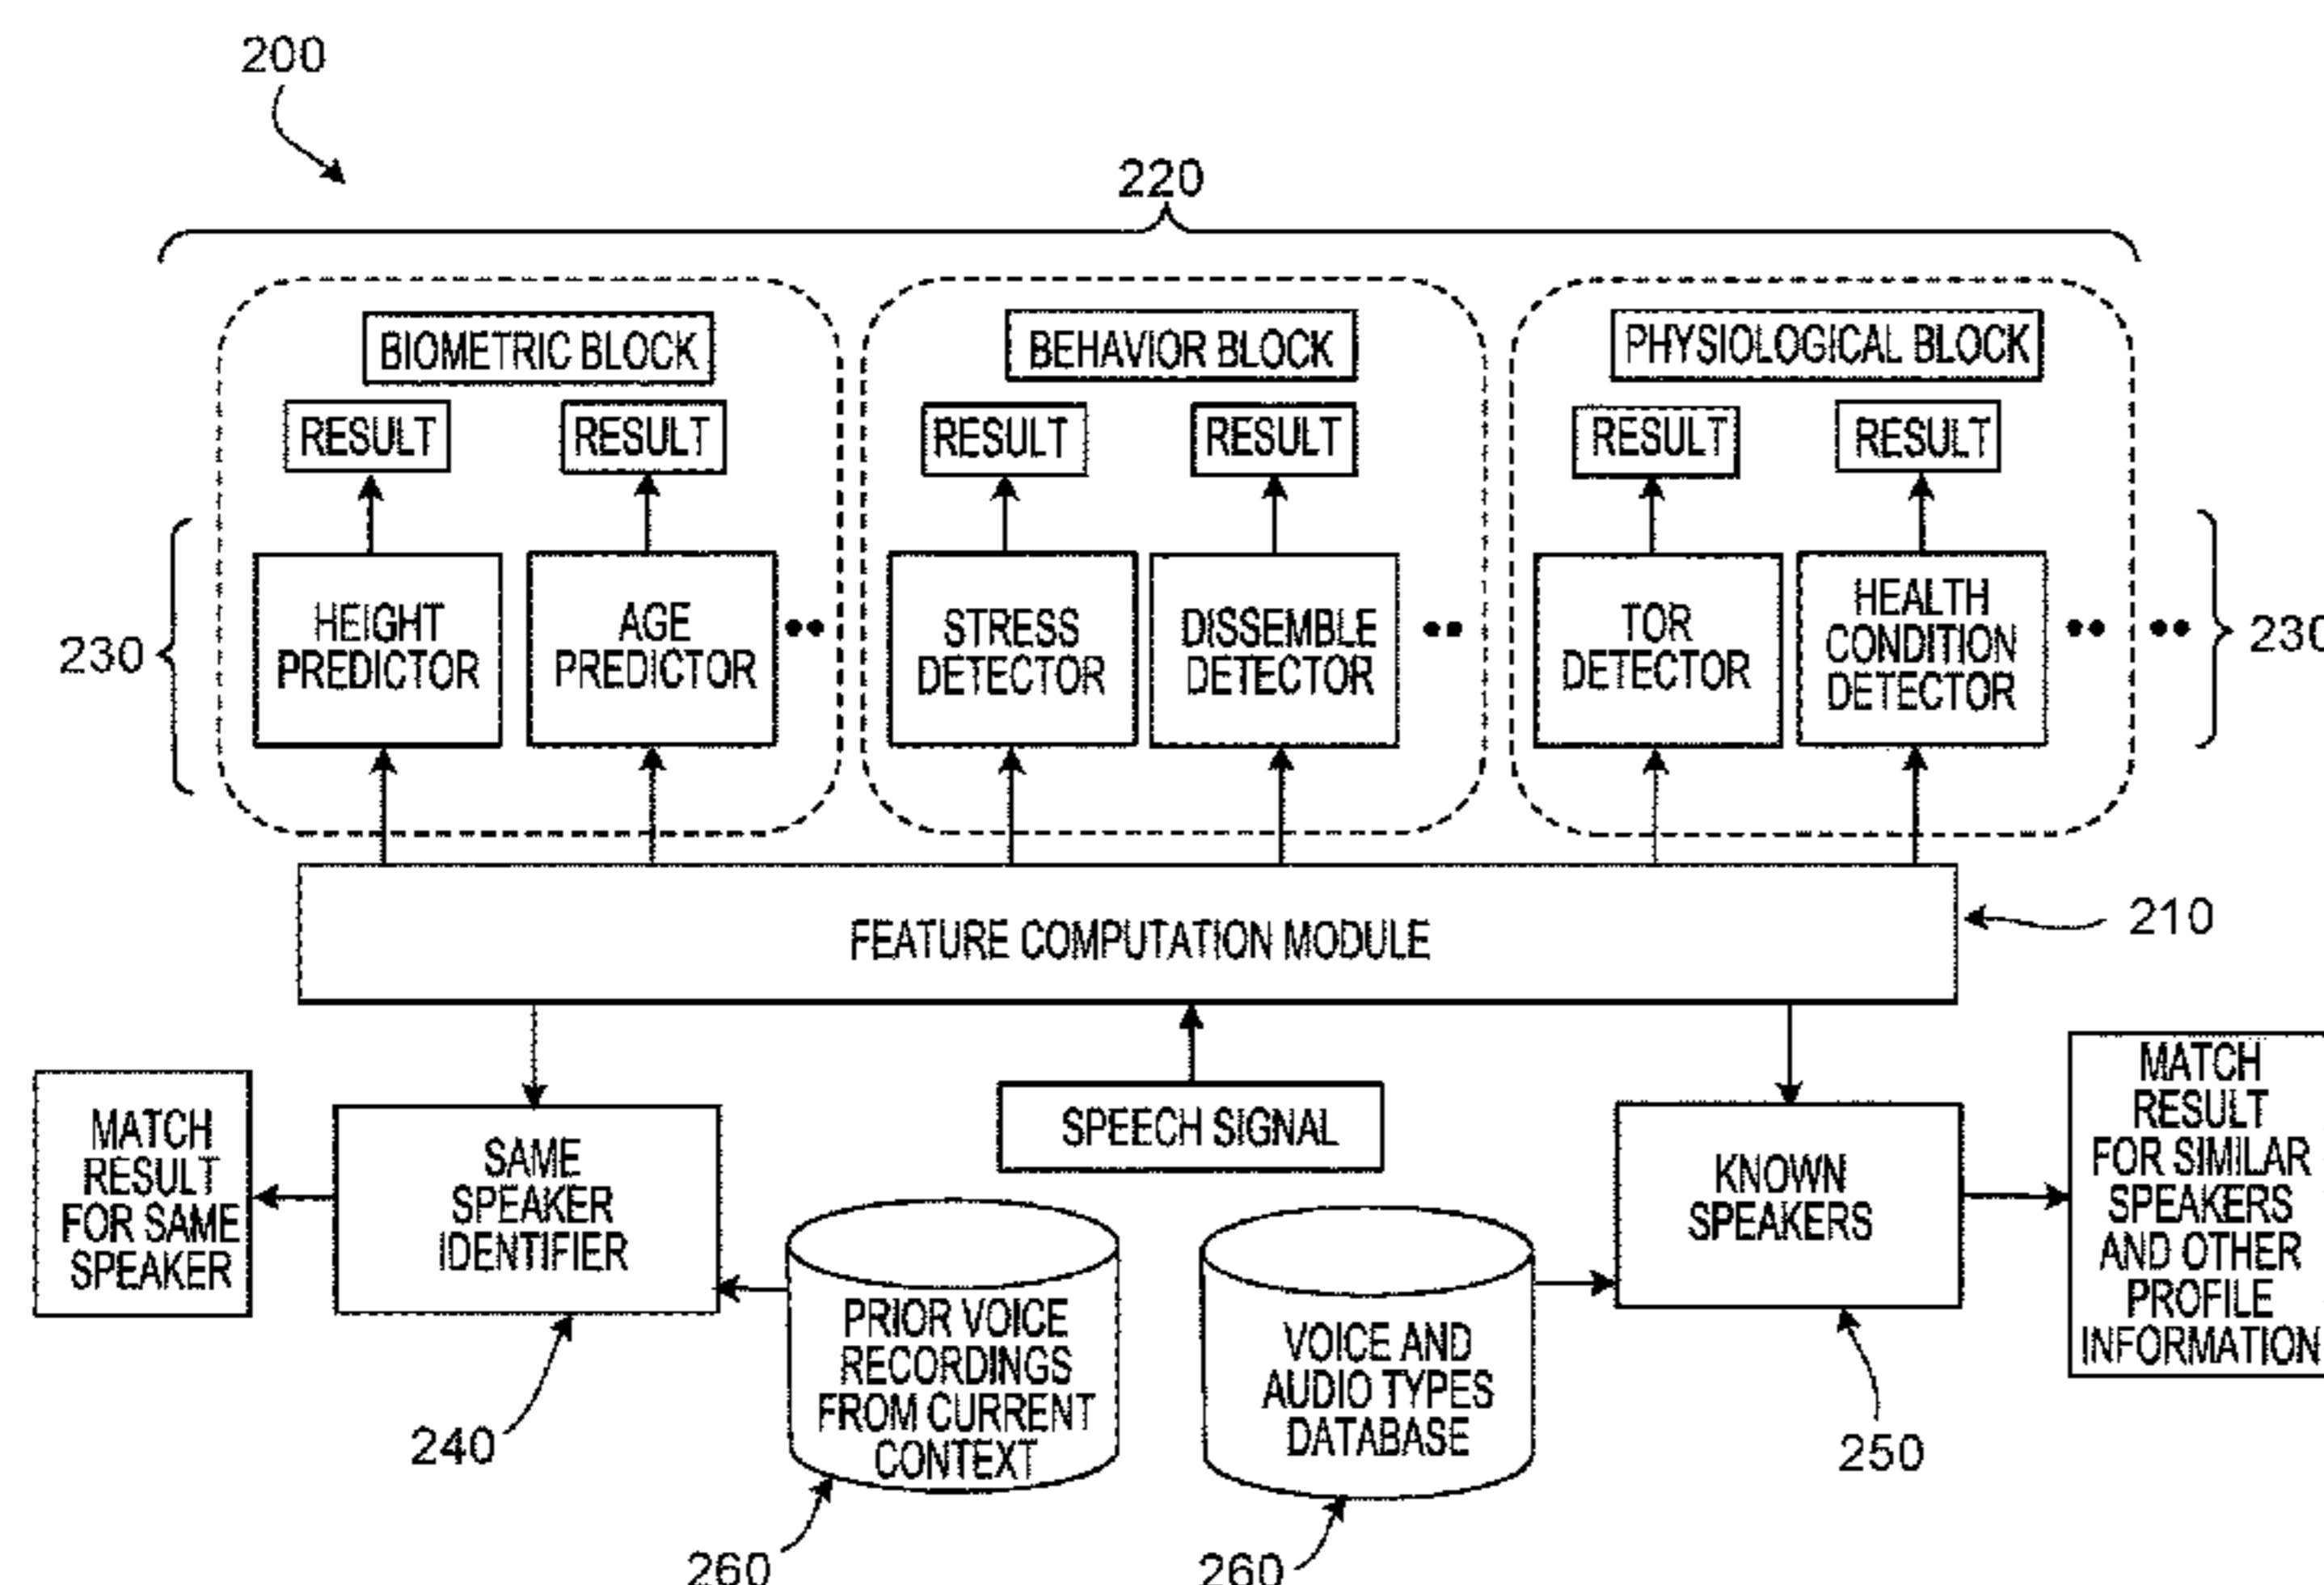 200
220
BIOMETRIC BLOCK
BEHAVIOR BLOCK
PHYSIOLOGICAL BLOCK
RESULT
RESULT
RESULT
RESULT
RESULT
RESULT
230
HEIGHT
PREDICTOR
AGE
PREDICTOR
STRESS
DETECTOR
DISSEMBLE
DETECTOR
TOR
DETECTOR
HEALTH
CONDITION
DETECTOR
230
FEATURE COMPUTATION MODULE
210
MATCH
RESULT
FOR SAME
SPEAKER
SAME
SPEAKER
IDENTIFIER
SPEECH SIGNAL
KNOWN
SPEAKERS
MATCH
RESULT
FOR SIMILAR
SPEAKERS
AND OTHER
PROFILE
INFORMATION
PRIOR VOICE
RECORDINGS
FROM CURRENT
CONTEXT
VOICE AND
AUDIO TYPES
DATABASE
240
250
260
260